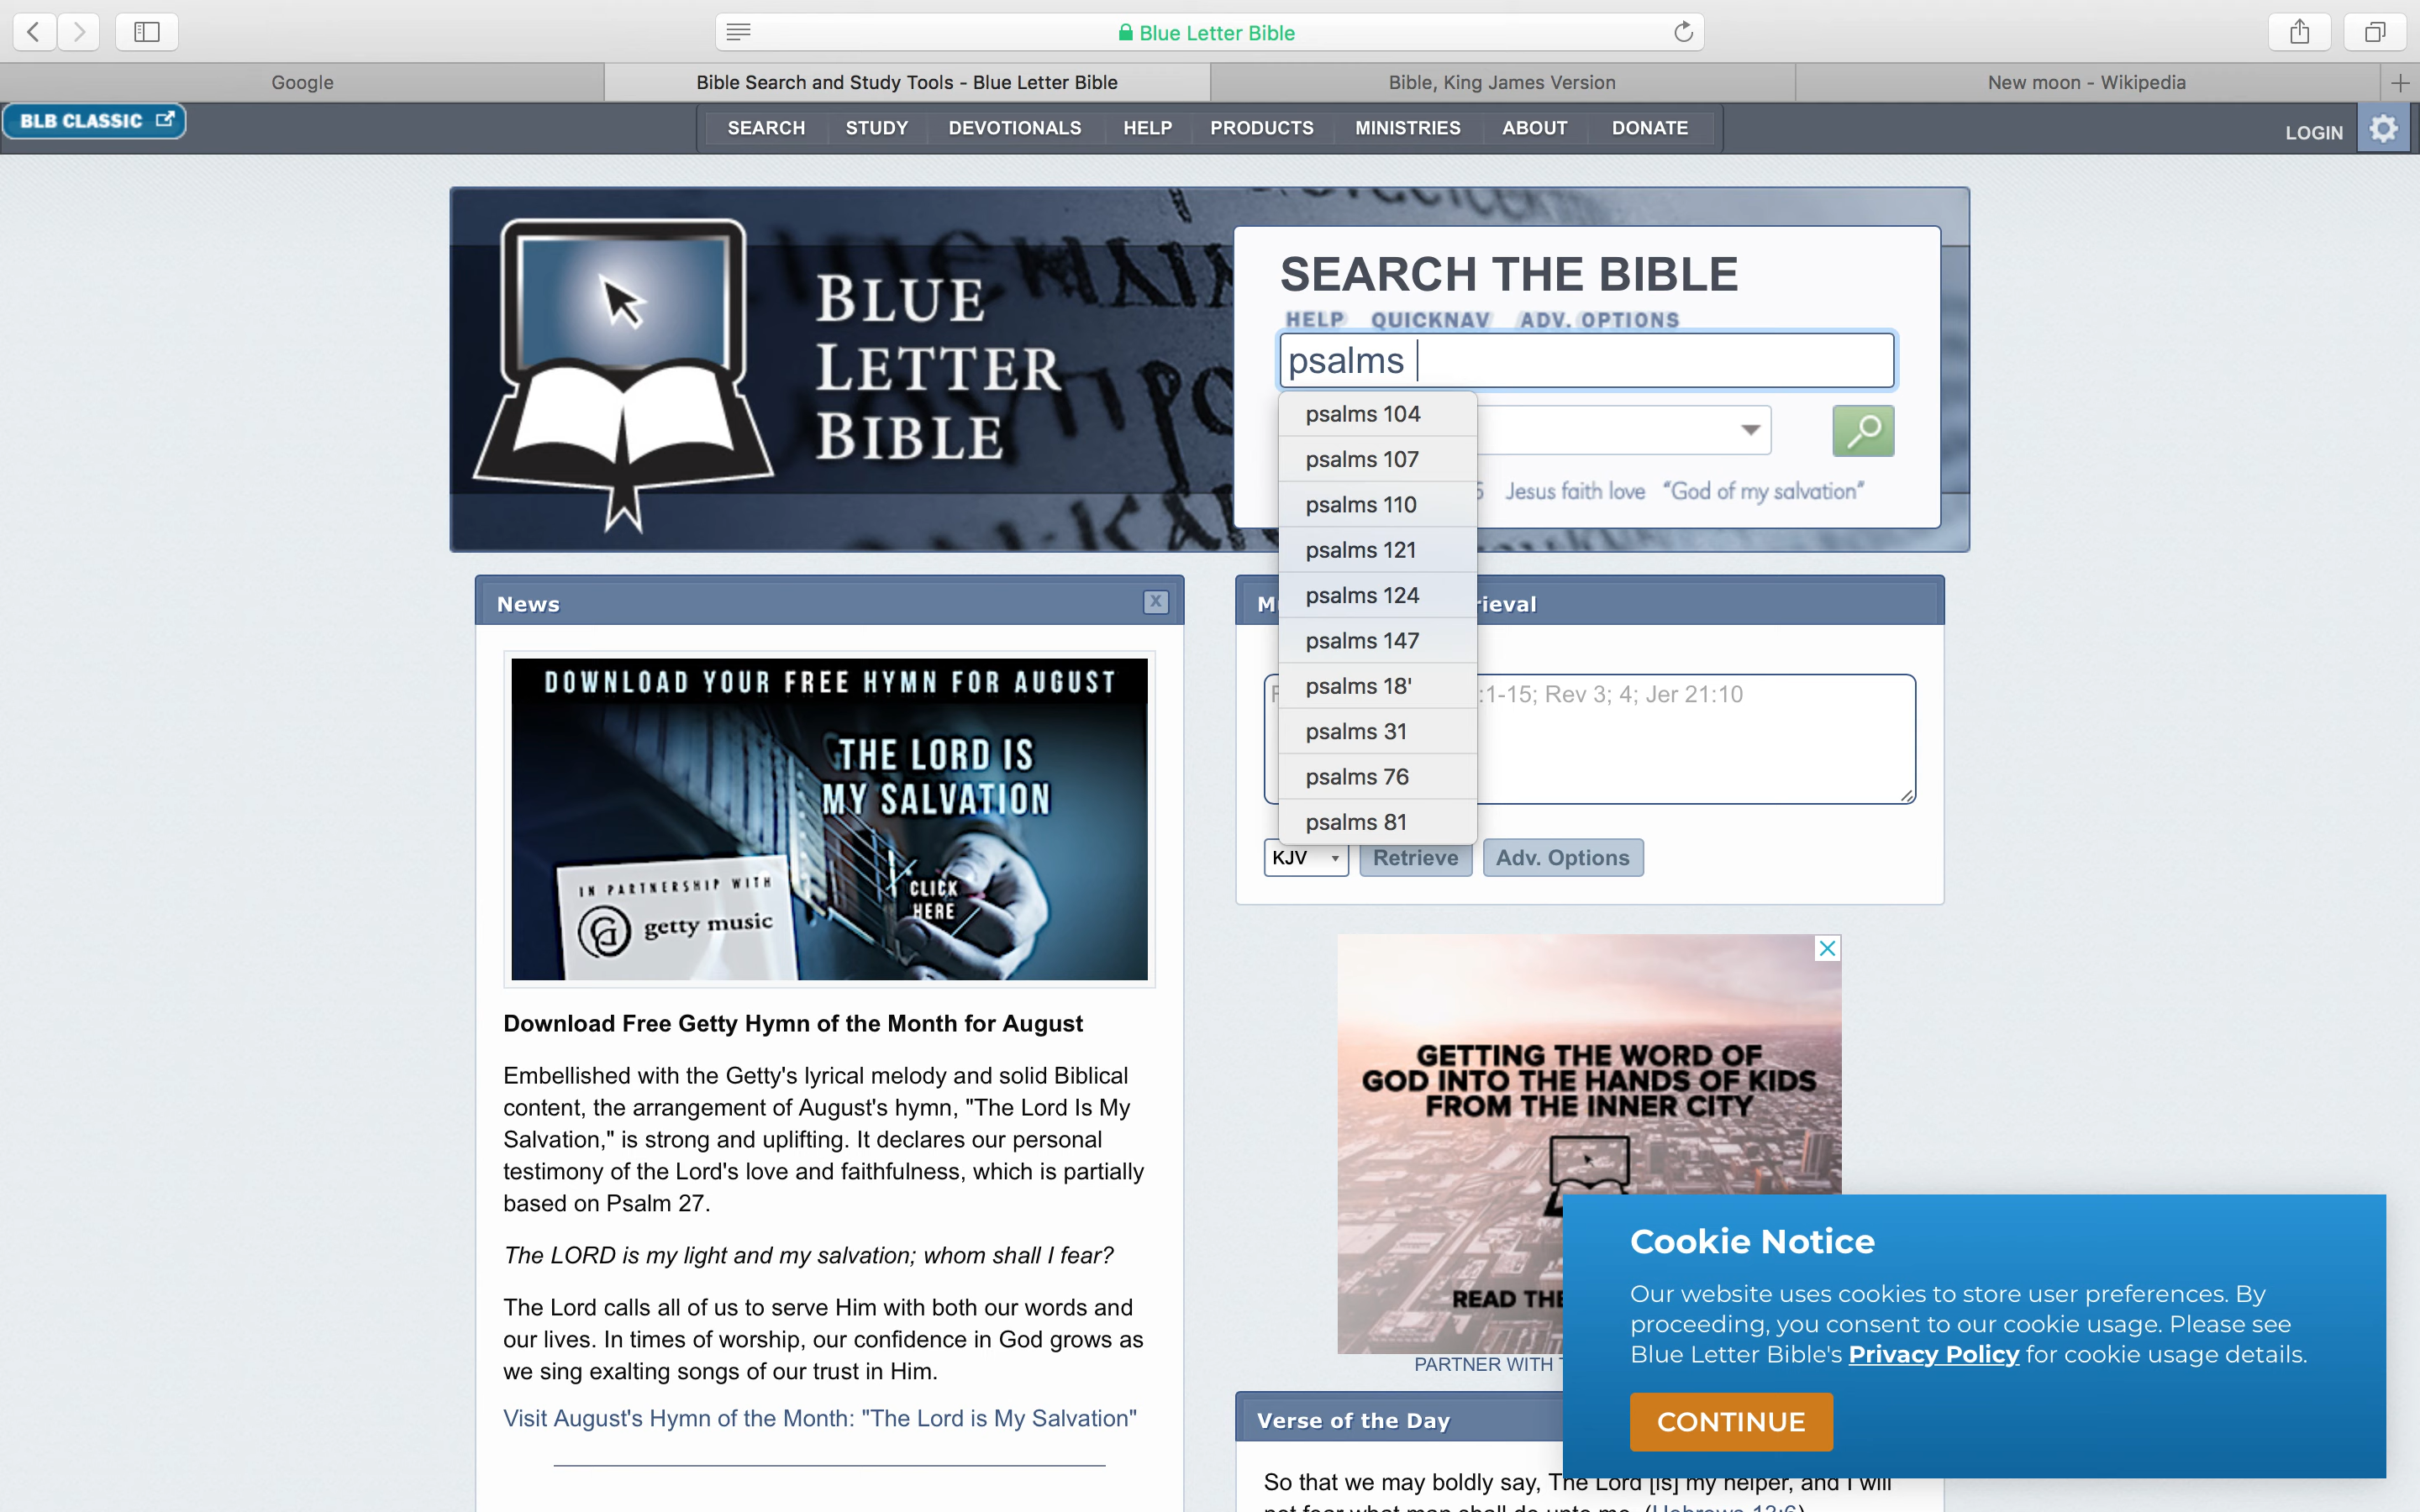 Blue Letter Bible
Google
Bible Search and Study Tools - Blue Letter Bible
Bible, King James Version
New moon - Wikipedia
BLB CLASSIC
SEARCH STUDY DEVOTIONALS HELP PRODUCTS MINISTRIES ABOUT DONATE
LOGIN
BLUE
LETTER
BIBLE
SEARCH THE BIBLE
HELP QUICKNAV ADV. OPTIONS
psalms
psalms 104
psalms 107
psalms 110
psalms 121
psalms 124
psalms 147
psalms 18'
psalms 31
psalms 76
psalms 81
Jesus faith love “God of my salvation”
News
X
DOWNLOAD YOUR FREE HYMN FOR AUGUST
THE LORD IS
MY SALVATION
IN PARTNERSHIP WITH
getty music
CLICK
HERE
Download Free Getty Hymn of the Month for August
Embellished with the Getty's lyrical melody and solid Biblical
content, the arrangement of August's hymn, "The Lord Is My
Salvation," is strong and uplifting. It declares our personal
testimony of the Lord's love and faithfulness, which is partially
based on Psalm 27.
The LORD is my light and my salvation; whom shall I fear?
The Lord calls all of us to serve Him with both our words and
our lives. In times of worship, our confidence in God grows as
we sing exalting songs of our trust in Him.
Visit August's Hymn of the Month: "The Lord is My Salvation"
:1-15; Rev 3; 4; Jer 21:10
KJV
Retrieve
Adv. Options
GETTING THE WORD OF
GOD INTO THE HANDS OF KIDS
FROM THE INNER CITY
READ THE
PARTNER WITH
Verse of the Day
So that we may boldly say, The Lord [is] my helper, and I will
not fear what man shall do unto me. (Hebrews 13:6)
Cookie Notice
Our website uses cookies to store user preferences. By
proceeding, you consent to our cookie usage. Please see
Blue Letter Bible's Privacy Policy for cookie usage details.
CONTINUE